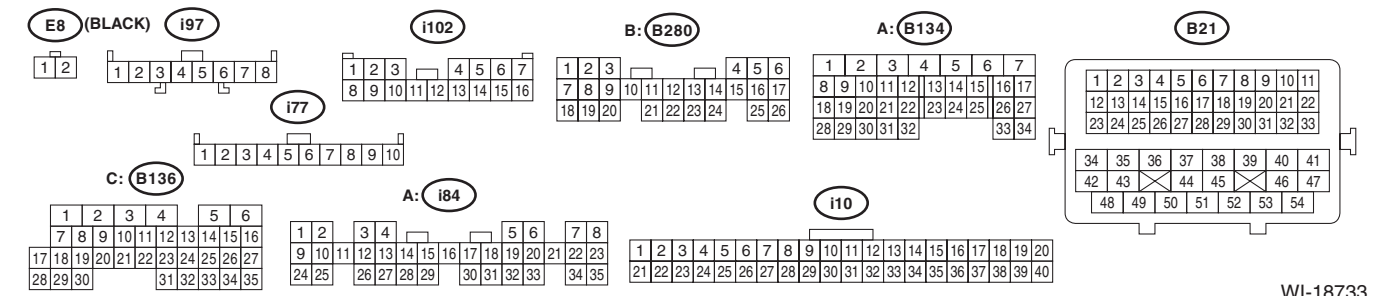 E8 (BLACK) i97 i102 B: B280 A: B134 B21
1 2
1 2 3 4 5 6 7 8
1 2 3 4 5 6 7
8 9 10 11 12 13 14 15 16
1 2 3 4 5 6
7 8 9 10 11 12 13 14 15 16 17
18 19 20 21 22 23 24 25 26
1 2 3 4 5 6 7
8 9 10 11 12 13 14 15 16 17
18 19 20 21 22 23 24 25 26 27
28 29 30 31 32 33 34
1 2 3 4 5 6 7 8 9 10 11
12 13 14 15 16 17 18 19 20 21 22
23 24 25 26 27 28 29 30 31 32 33
34 35 36 37 38 39 40 41
42 43 44 45 46 47
48 49 50 51 52 53 54
i77
1 2 3 4 5 6 7 8 9 10
C: B136
1 2 3 4 5 6
7 8 9 10 11 12 13 14 15 16
17 18 19 20 21 22 23 24 25 26 27
28 29 30 31 32 33 34 35
A: i84
1 2 3 4 5 6 7 8
9 10 11 12 13 14 15 16 17 18 19 20 21 22 23
24 25 26 27 28 29 30 31 32 33 34 35
i10
1 2 3 4 5 6 7 8 9 10 11 12 13 14 15 16 17 18 19 20
21 22 23 24 25 26 27 28 29 30 31 32 33 34 35 36 37 38 39 40
WI-18733